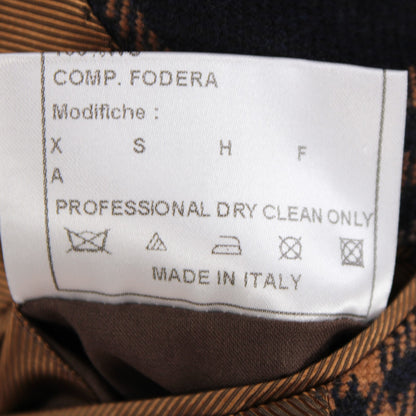 COMP. FODERA
Modifiche :
X S H F
A
PROFESSIONAL DRY CLEAN ONLY
MADE IN ITALY